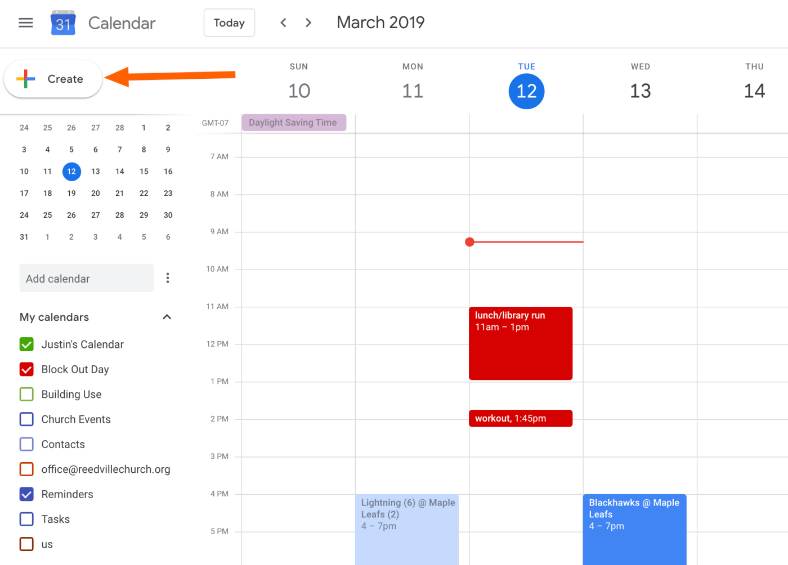 31 Calendar Today March 2019
Create
SUN MON TUE WED THU
10 11 12 13 14
GMT-07 Daylight Saving Time
24 25 26 27 28 1 2
3 4 5 6 7 8 9
10 11 12 13 14 15 16
17 18 19 20 21 22 23
24 25 26 27 28 29 30
31 1 2 3 4 5 6
Add calendar
My calendars
Justin's Calendar
Block Out Day
Building Use
Church Events
Contacts
office@reedvillechurch.org
Reminders
Tasks
us
7 AM
8 AM
9 AM
10 AM
11 AM
lunch/library run
11am – 1pm
12 PM
1 PM
2 PM
workout, 1:45pm
3 PM
4 PM
Lightning (6) @ Maple
Leafs (2)
4 – 7pm
Blackhawks @ Maple
Leafs
4 – 7pm
5 PM